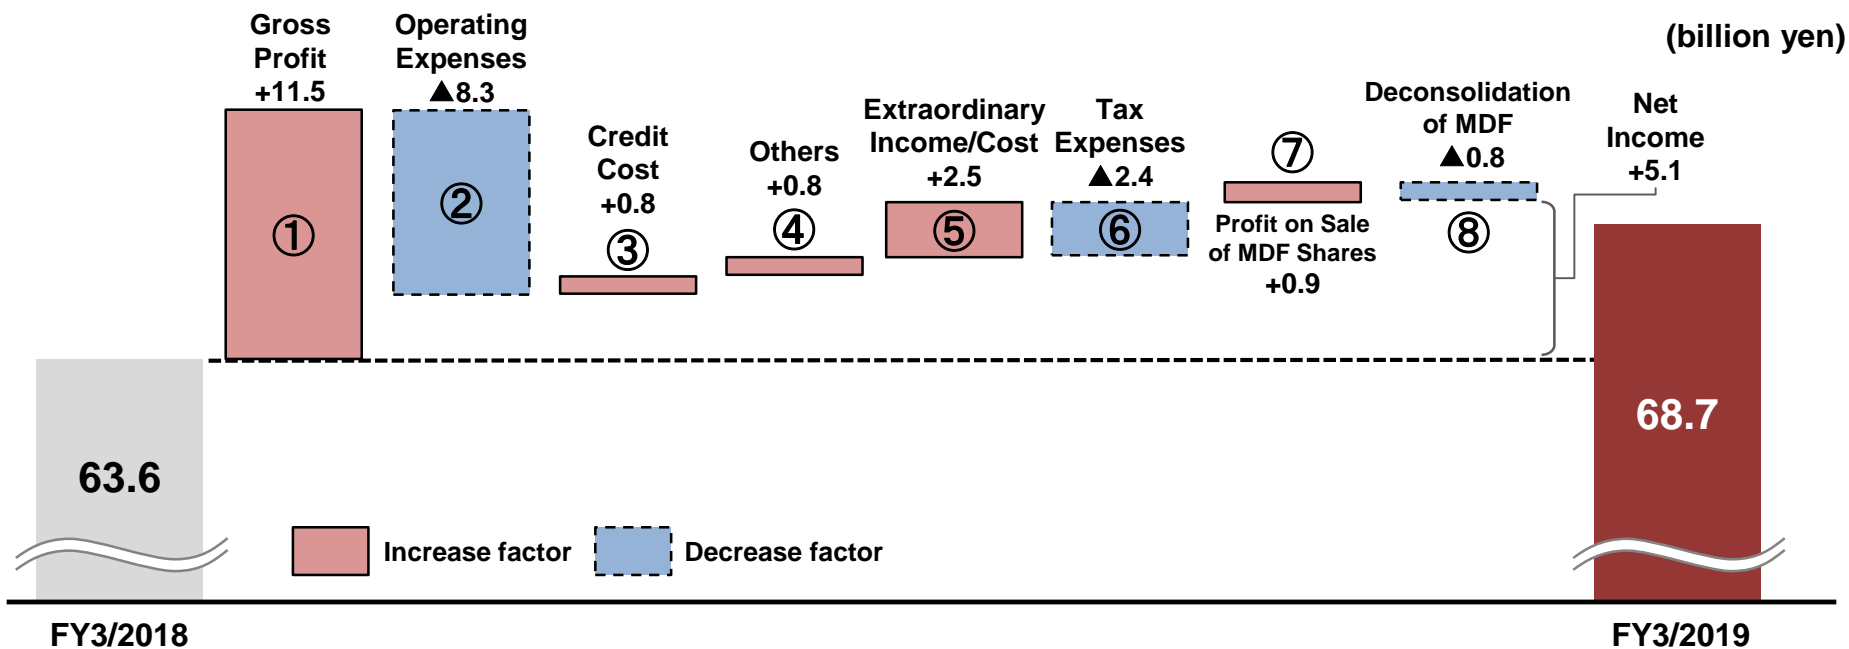 (billion yen)
Gross
Profit
+11.5
①
Operating
Expenses
▲8.3
②
Credit
Cost
+0.8
③
Others
+0.8
④
Extraordinary
Income/Cost
+2.5
⑤
Tax
Expenses
▲2.4
⑥
⑦
Profit on Sale
of MDF Shares
+0.9
Deconsolidation
of MDF
▲0.8
⑧
Net
Income
+5.1
63.6
68.7
Increase factor
Decrease factor
FY3/2018
FY3/2019